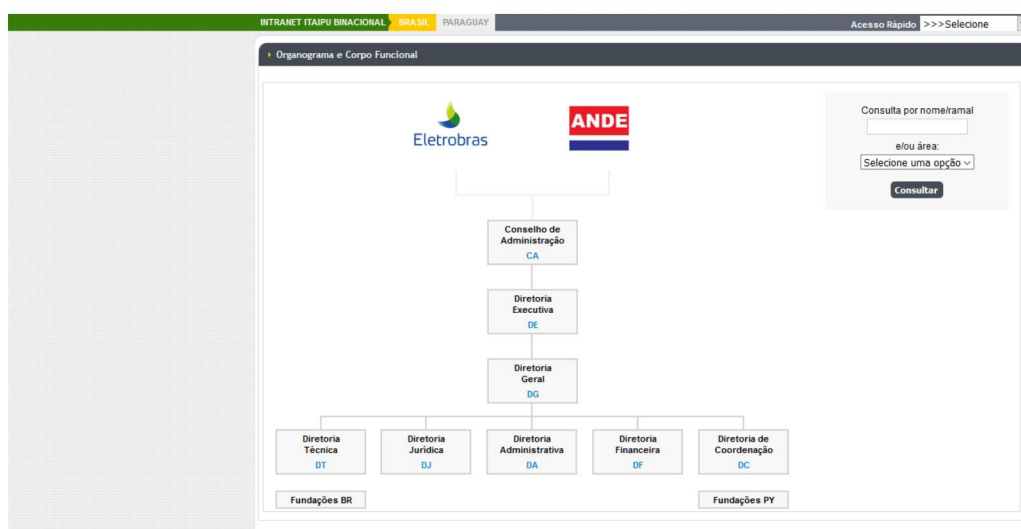 INTRANET ITAIPU BINACIONAL BRASIL PARAGUAY Acesso Rápido >>>Selecione
Organograma e Corpo Funcional
Eletrobras
ANDE
Consulta por nome/ramal
e/ou área:
Selecione uma opção
Consultar
Conselho de
Administração
CA
Diretoria
Executiva
DE
Diretoria
Geral
DG
Diretoria
Técnica
DT
Diretoria
Jurídica
DJ
Diretoria
Administrativa
DA
Diretoria
Financeira
DF
Diretoria de
Coordenação
DC
Fundações BR
Fundações PY